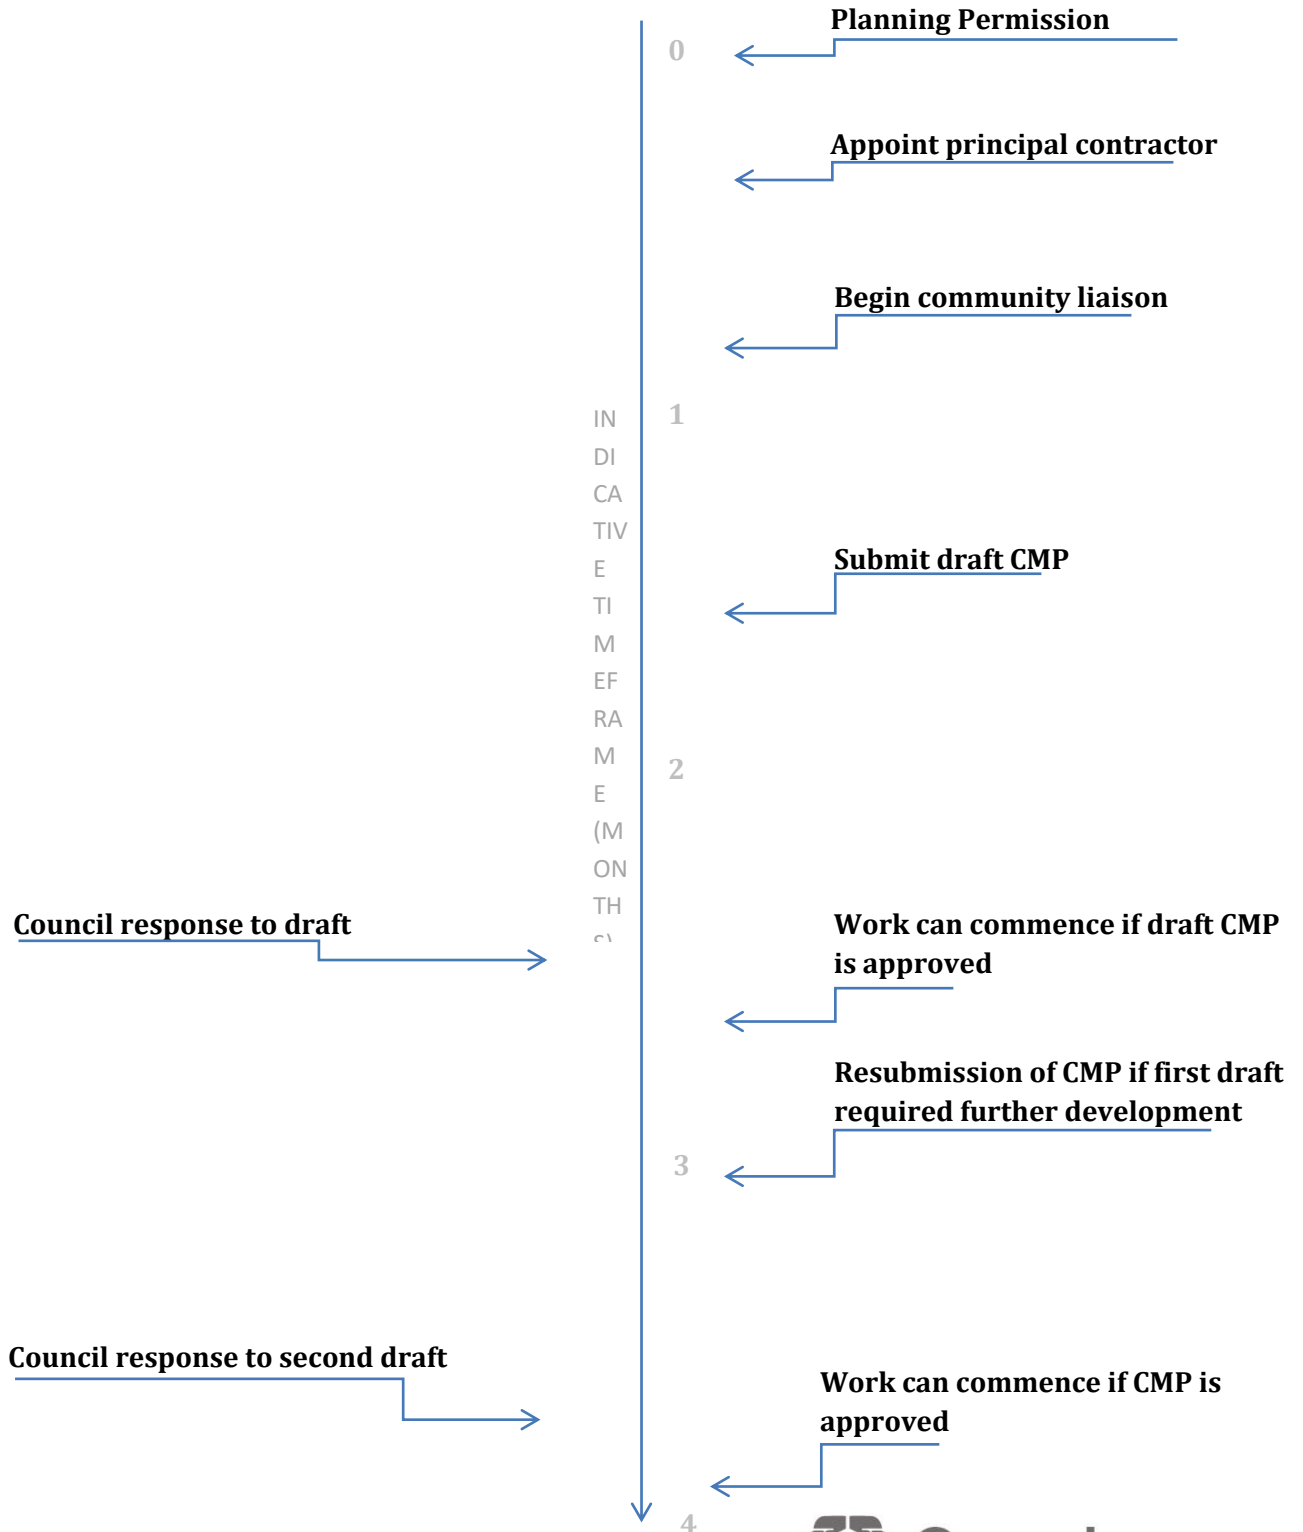 Planning Permission
0
Appoint principal contractor
Begin community liaison
1
IN
DI
CA
TIV
E
TI
M
EF
RA
M
E
(M
ON
TH
S)
Submit draft CMP
2
Council response to draft
Work can commence if draft CMP
is approved
Resubmission of CMP if first draft
required further development
3
Council response to second draft
Work can commence if CMP is
approved
4